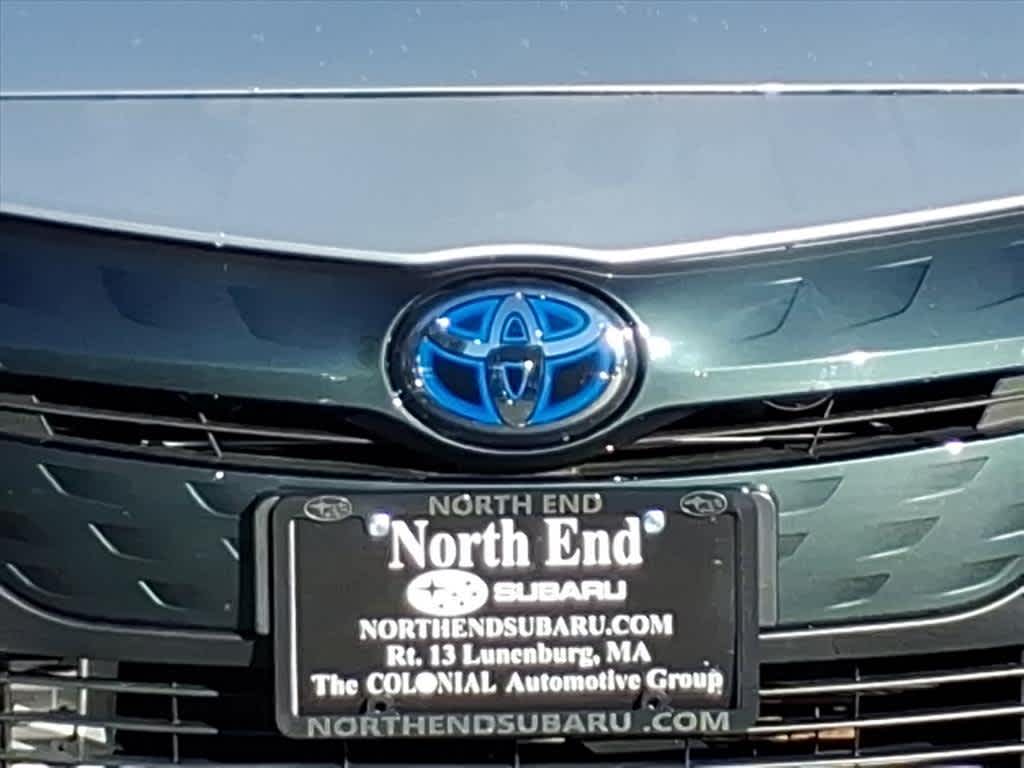 NORTH END
North End
SUBARU
NORTHENDSUBARU.COM
Rt. 13 Lunenburg, MA
The COLONIAL Automotive Group
NORTHENDSUBARU.COM